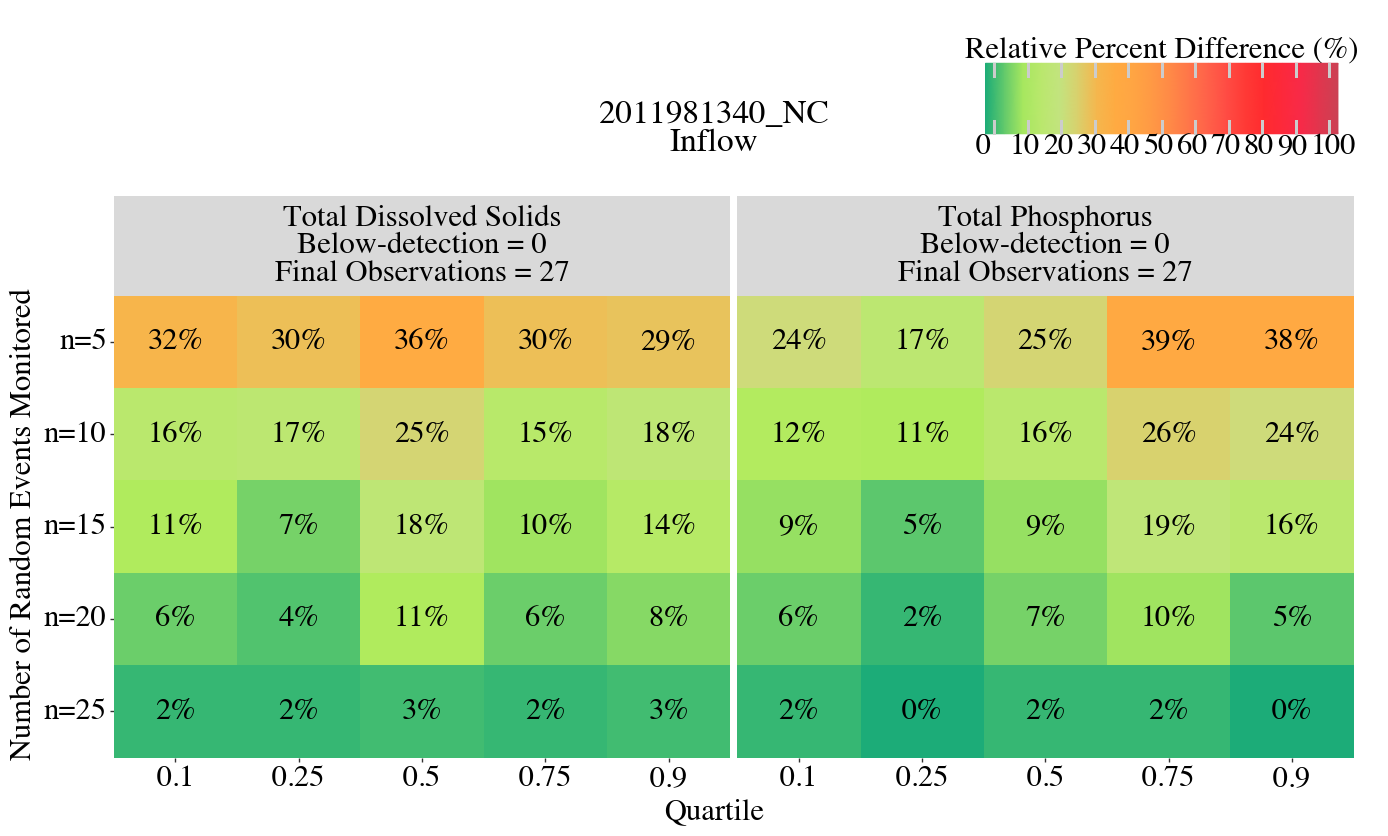 Relative Percent Difference (%)
0 10 20 30 40 50 60 70 80 90 100
2011981340_NC
Inflow
Total Dissolved Solids
Below-detection = 0
Final Observations = 27
Total Phosphorus
Below-detection = 0
Final Observations = 27
Number of Random Events Monitored
n=5 32% 30% 36% 30% 29% 24% 17% 25% 39% 38%
n=10 16% 17% 25% 15% 18% 12% 11% 16% 26% 24%
n=15 11% 7% 18% 10% 14% 9% 5% 9% 19% 16%
n=20 6% 4% 11% 6% 8% 6% 2% 7% 10% 5%
n=25 2% 2% 3% 2% 3% 2% 0% 2% 2% 0%
0.1 0.25 0.5 0.75 0.9 0.1 0.25 0.5 0.75 0.9
Quartile